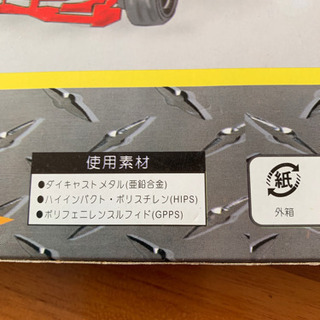 使用素材
●ダイキャストメタル(亜鉛合金)
●ハイインパクト・ポリスチレン(HIPS)
●ポリフェニレンスルフィド(GPPS)
紙
外箱